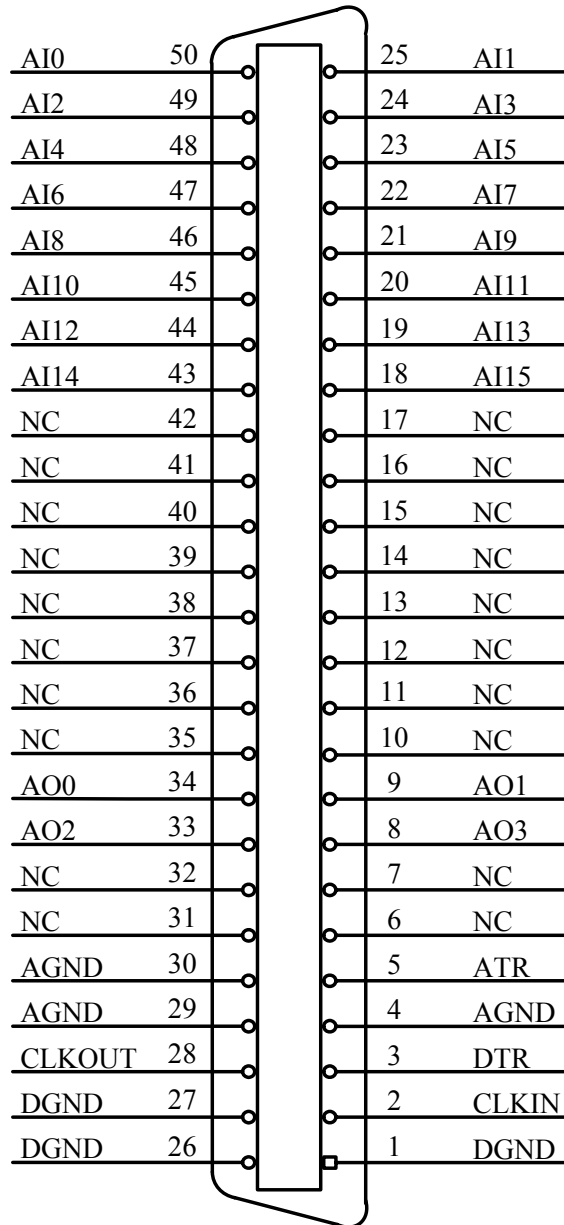 AI0 50 25 AI1
AI2 49 24 AI3
AI4 48 23 AI5
AI6 47 22 AI7
AI8 46 21 AI9
AI10 45 20 AI11
AI12 44 19 AI13
AI14 43 18 AI15
NC 42 17 NC
NC 41 16 NC
NC 40 15 NC
NC 39 14 NC
NC 38 13 NC
NC 37 12 NC
NC 36 11 NC
NC 35 10 NC
AO0 34 9 AO1
AO2 33 8 AO3
NC 32 7 NC
NC 31 6 NC
AGND 30 5 ATR
AGND 29 4 AGND
CLKOUT 28 3 DTR
DGND 27 2 CLKIN
DGND 26 1 DGND